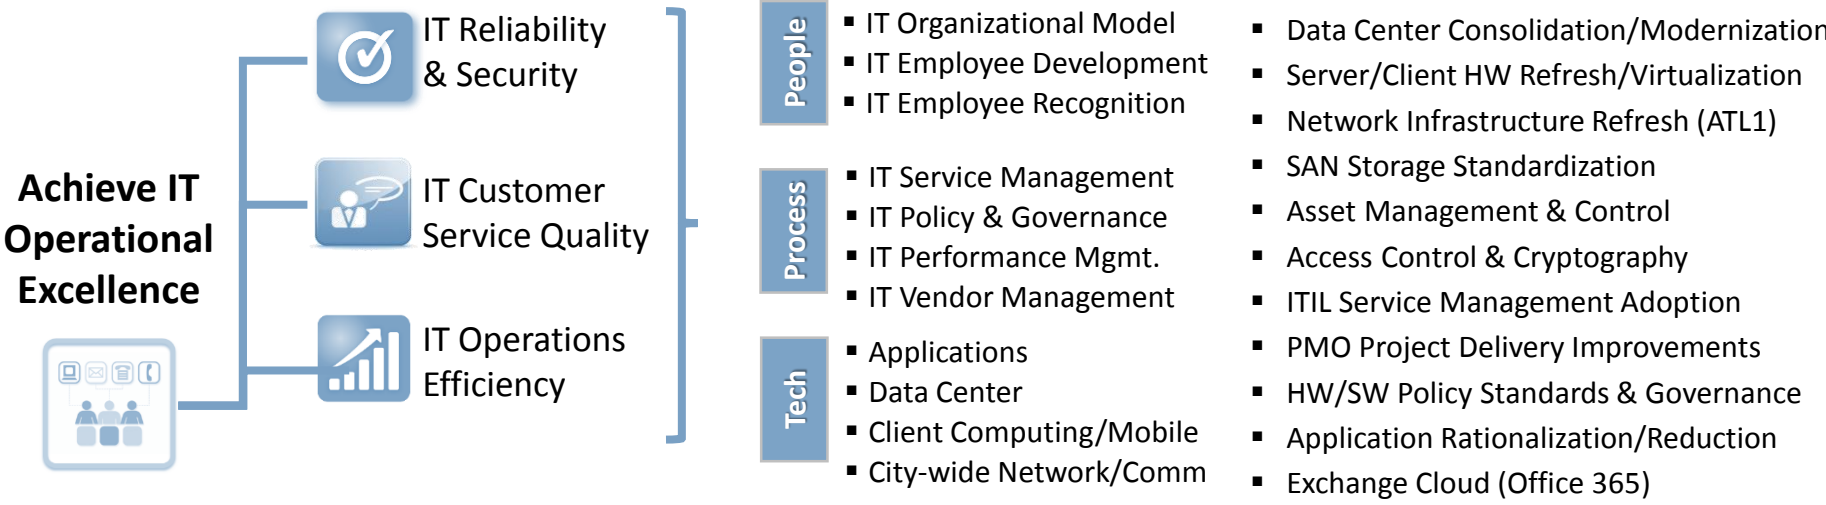 Achieve IT
Operational
Excellence
IT Reliability
& Security
IT Customer
Service Quality
IT Operations
Efficiency
People
▪ IT Organizational Model
▪ IT Employee Development
▪ IT Employee Recognition
Process
▪ IT Service Management
▪ IT Policy & Governance
▪ IT Performance Mgmt.
▪ IT Vendor Management
Tech
▪ Applications
▪ Data Center
▪ Client Computing/Mobile
▪ City-wide Network/Comm
▪ Data Center Consolidation/Modernization
▪ Server/Client HW Refresh/Virtualization
▪ Network Infrastructure Refresh (ATL1)
▪ SAN Storage Standardization
▪ Asset Management & Control
▪ Access Control & Cryptography
▪ ITIL Service Management Adoption
▪ PMO Project Delivery Improvements
▪ HW/SW Policy Standards & Governance
▪ Application Rationalization/Reduction
▪ Exchange Cloud (Office 365)